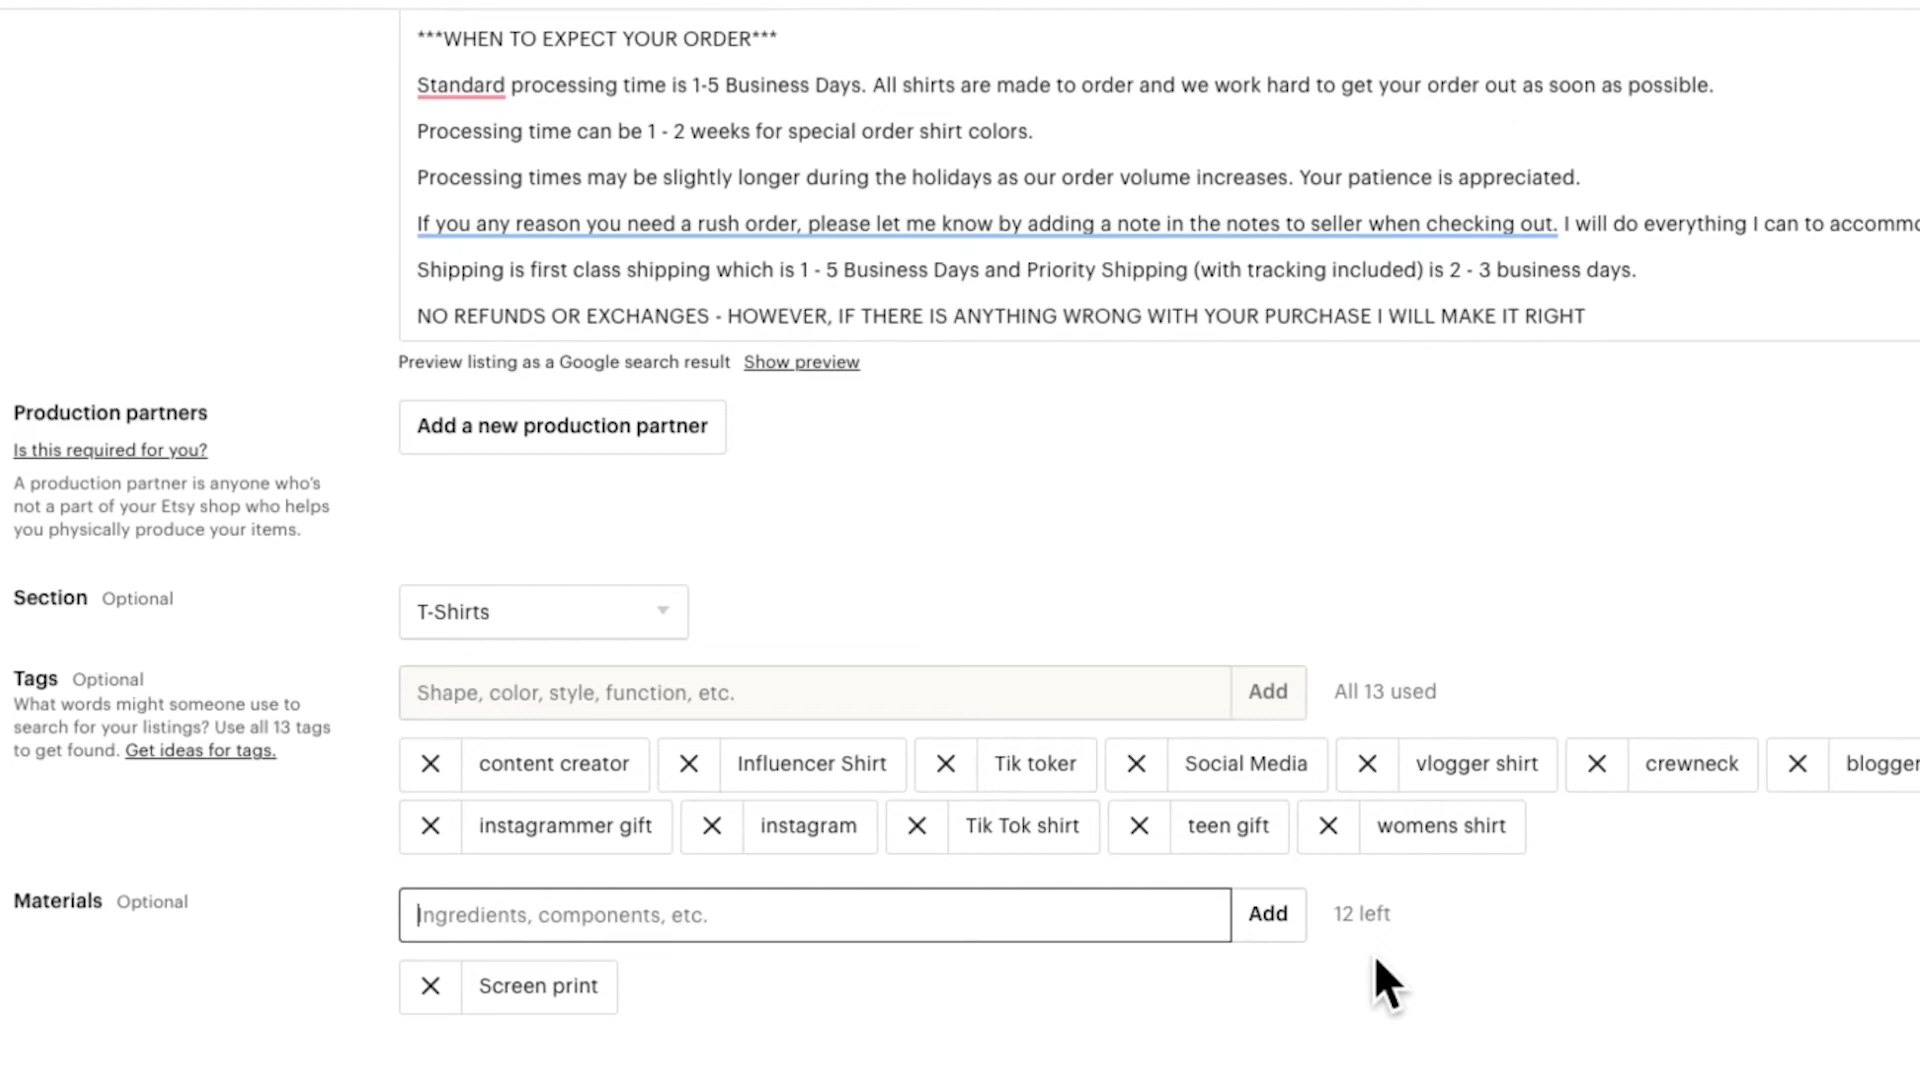 ***WHEN TO EXPECT YOUR ORDER***
Standard processing time is 1-5 Business Days. All shirts are made to order and we work hard to get your order out as soon as possible.
Processing time can be 1 - 2 weeks for special order shirt colors.
Processing times may be slightly longer during the holidays as our order volume increases. Your patience is appreciated.
If you any reason you need a rush order, please let me know by adding a note in the notes to seller when checking out. I will do everything I can to
Shipping is first class shipping which is 1 - 5 Business Days and Priority Shipping (with tracking included) is 2 - 3 business days.
NO REFUNDS OR EXCHANGES - HOWEVER, IF THERE IS ANYTHING WRONG WITH YOUR PURCHASE I WILL MAKE IT RIGHT
Preview listing as a Google search result Show preview
Production partners
Is this required for you?
A production partner is anyone who's
not a part of your Etsy shop who helps
you physically produce your items.
Add a new production partner
Section Optional
T-Shirts
Tags Optional
What words might someone use to
search for your listings? Use all 13 tags
to get found. Get ideas for tags.
Shape, color, style, function, etc. Add All 13 used
content creator Influencer Shirt Tik toker Social Media vlogger shirt crewneck blogger
instagrammer gift instagram Tik Tok shirt teen gift womens shirt
Materials Optional
Ingredients, components, etc. Add 12 left
Screen print